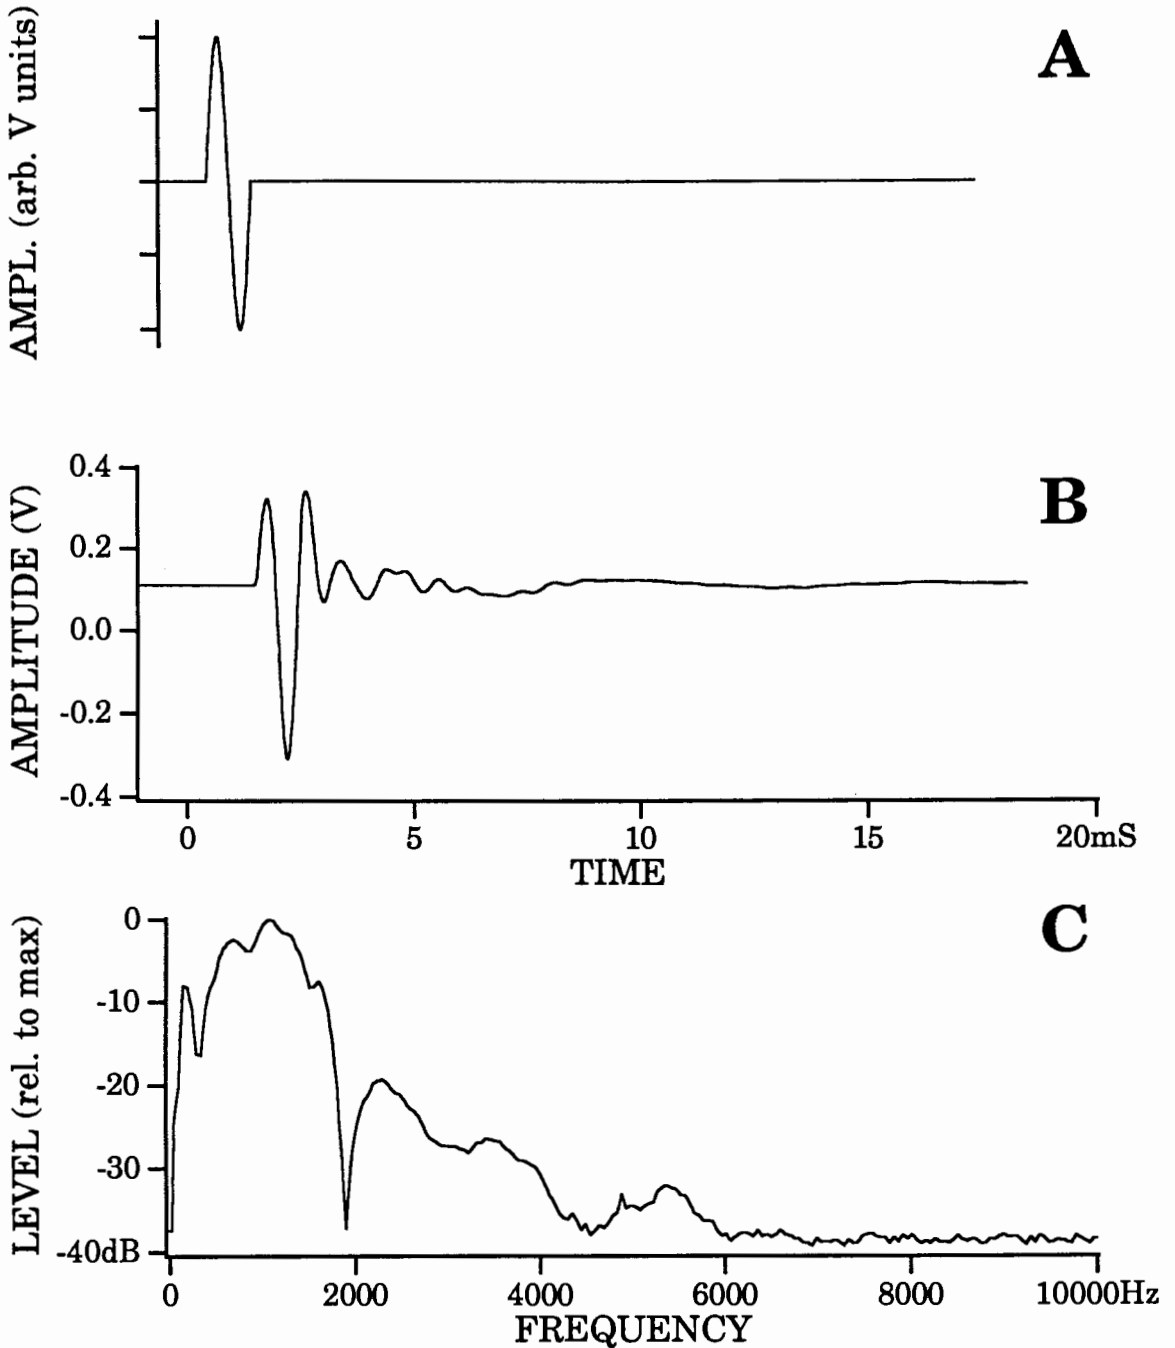 A
AMPL. (arb. V units)
B
AMPLITUDE (V)
0.4
0.2
0.0
-0.2
-0.4
0 5 10 15 20mS
TIME
C
LEVEL (rel. to max)
0
-10
-20
-30
-40dB
0 2000 4000 6000 8000 10000Hz
FREQUENCY